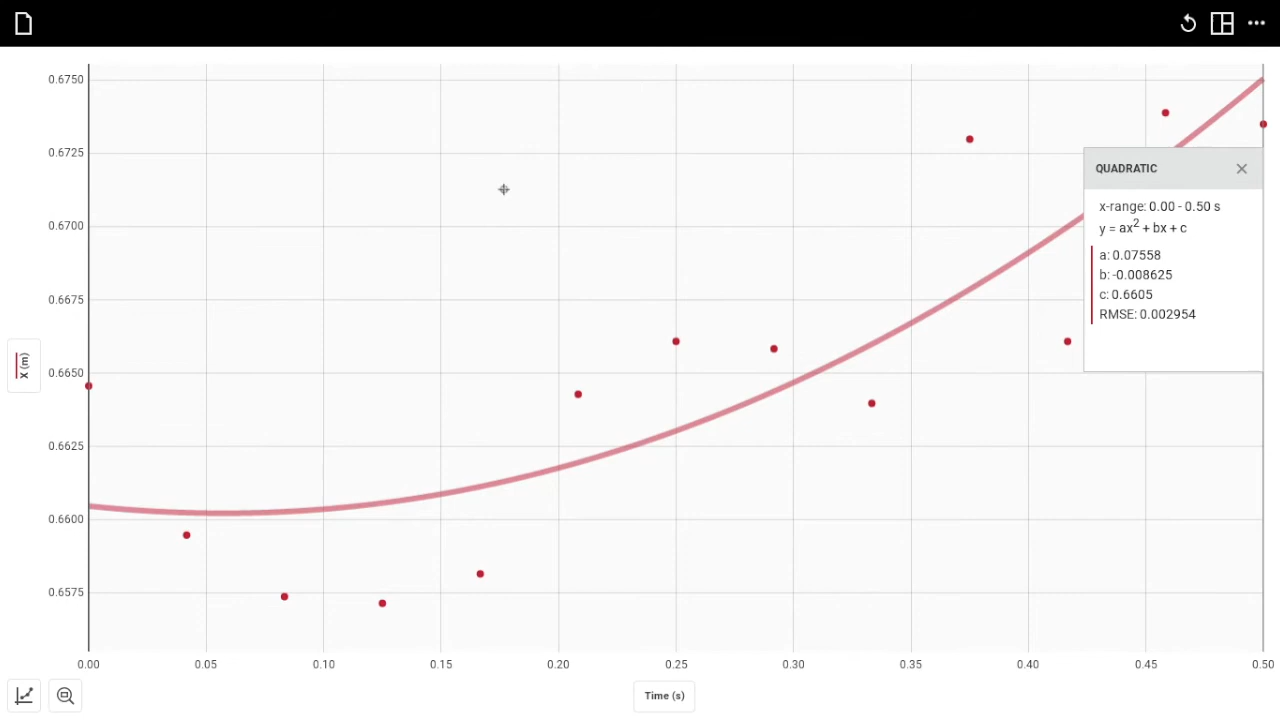 0.6750
0.6725
0.6700
0.6675
0.6650
0.6625
0.6600
0.6575
X (m)
QUADRATIC
x-range: 0.00 - 0.50 s
y = ax² + bx + c
a: 0.07558
b: -0.008625
c: 0.6605
RMSE: 0.002954
0.00 0.05 0.10 0.15 0.20 0.25 0.30 0.35 0.40 0.45 0.50
Time (s)